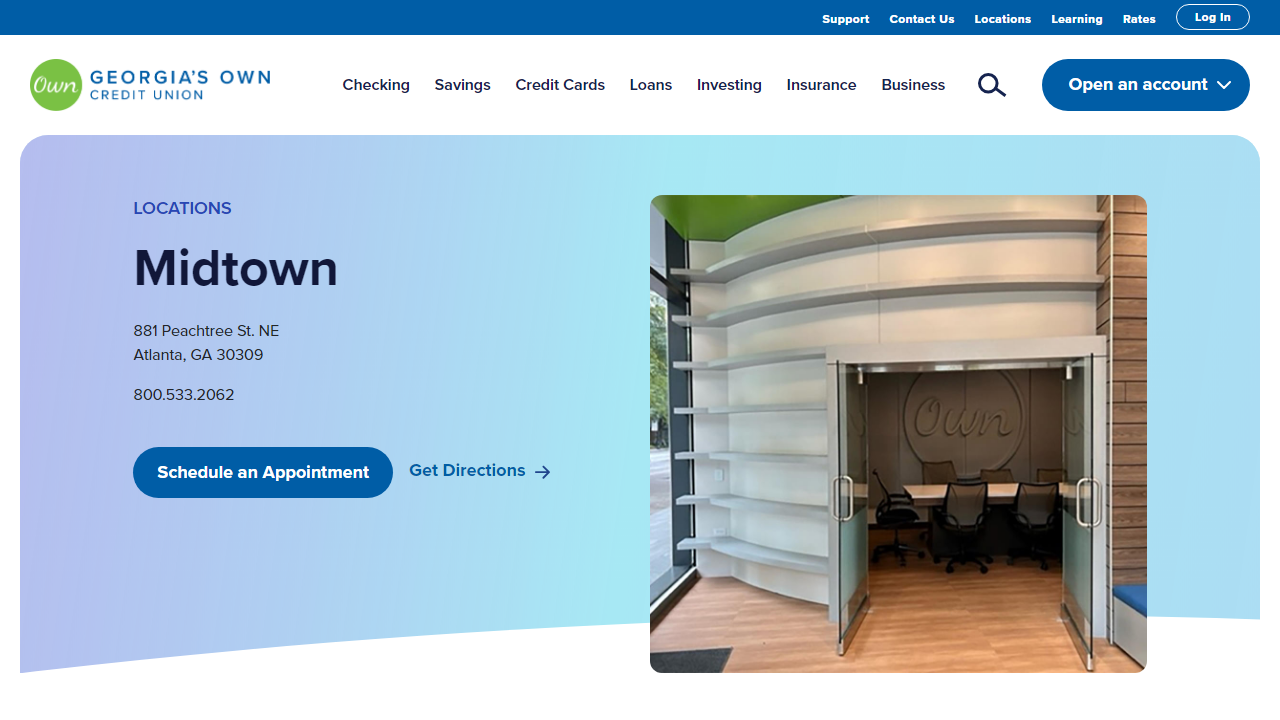 Support Contact Us Locations Learning Rates Log In
Own GEORGIA'S OWN
CREDIT UNION
Checking Savings Credit Cards Loans Investing Insurance Business Open an account
LOCATIONS
Midtown
881 Peachtree St. NE
Atlanta, GA 30309
800.533.2062
Schedule an Appointment Get Directions
Own